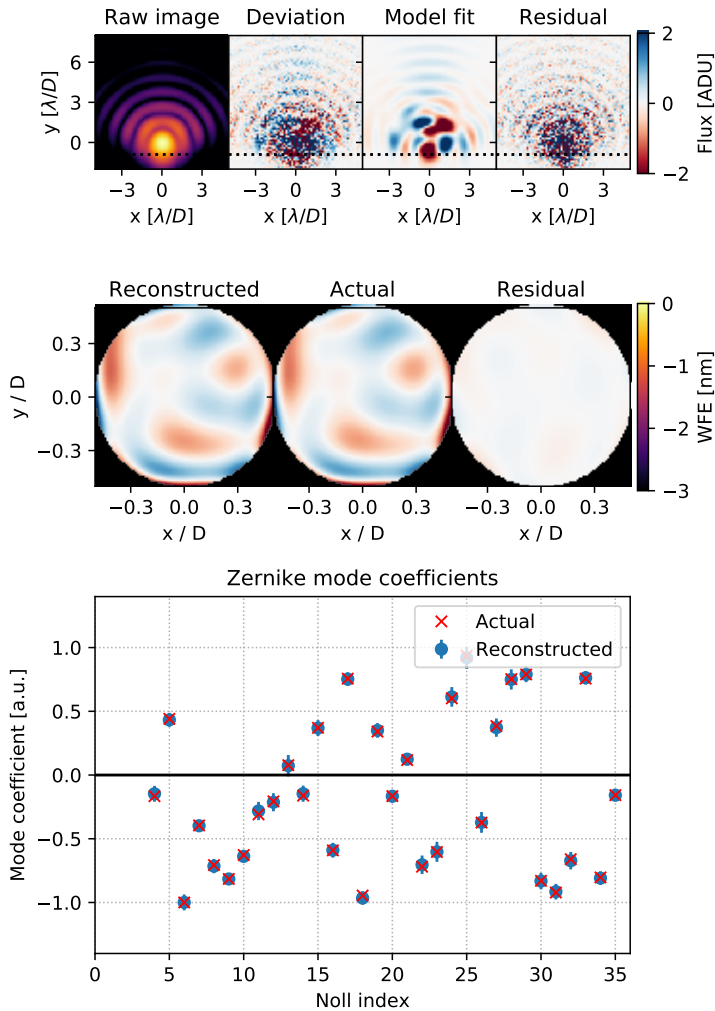 Raw image Deviation Model fit Residual
y [λ/D]
6
3
0
−3 0 3 −3 0 3 −3 0 3 −3 0 3
x [λ/D] x [λ/D] x [λ/D] x [λ/D]
2
0
−2
Flux [ADU]
Reconstructed Actual Residual
y / D
0.3
0.0
−0.3
−0.3 0.0 0.3 −0.3 0.0 0.3 −0.3 0.0 0.3
x / D x / D x / D
0
−1
−2
−3
WFE [nm]
Zernike mode coefficients
Mode coefficient [a.u.]
1.0
0.5
0.0
−0.5
−1.0
Actual
Reconstructed
0 5 10 15 20 25 30 35
Noll index